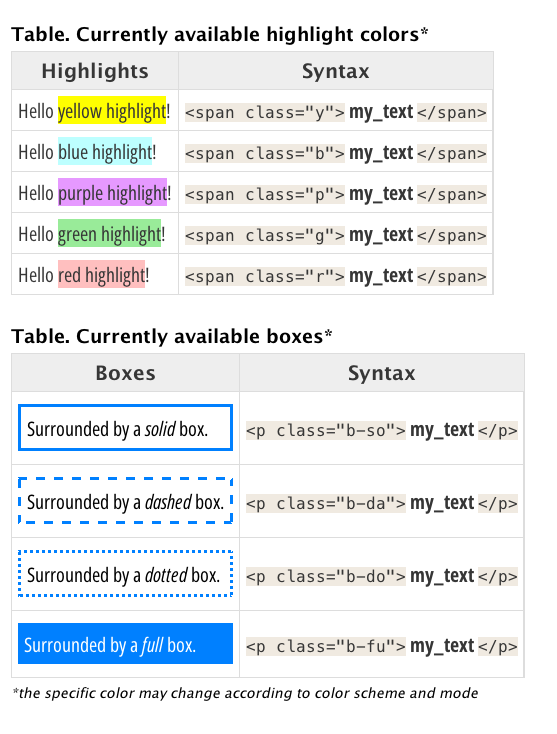 Table. Currently available highlight colors*
Highlights Syntax
Hello yellow highlight! <span class="y"> my_text </span>
Hello blue highlight! <span class="b"> my_text </span>
Hello purple highlight! <span class="p"> my_text </span>
Hello green highlight! <span class="g"> my_text </span>
Hello red highlight! <span class="r"> my_text </span>
Table. Currently available boxes*
Boxes Syntax
Surrounded by a solid box. <p class="b-so"> my_text </p>
Surrounded by a dashed box. <p class="b-da"> my_text </p>
Surrounded by a dotted box. <p class="b-do"> my_text </p>
Surrounded by a full box. <p class="b-fu"> my_text </p>
*the specific color may change according to color scheme and mode